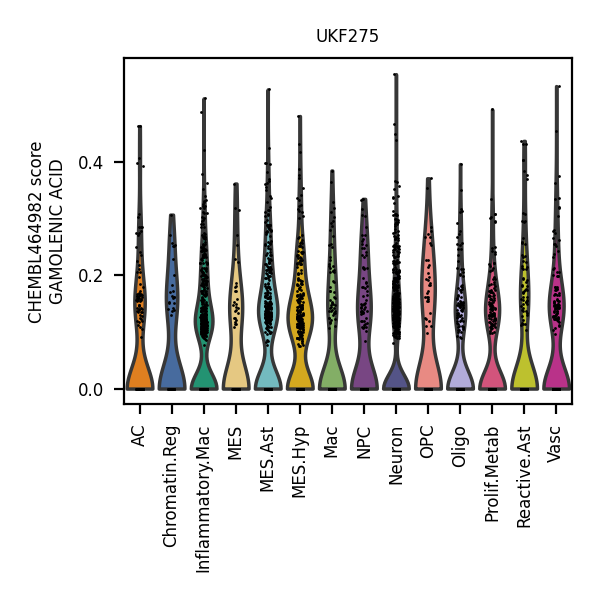 UKF275
CHEMBL464982 score
GAMOLENIC ACID
0.4
0.2
0.0
AC
Chromatin.Reg
Inflammatory.Mac
MES
MES.Ast
MES.Hyp
Mac
NPC
Neuron
OPC
Oligo
Prolif.Metab
Reactive.Ast
Vasc